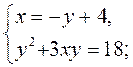 x = −y + 4,
y² + 3xy = 18;